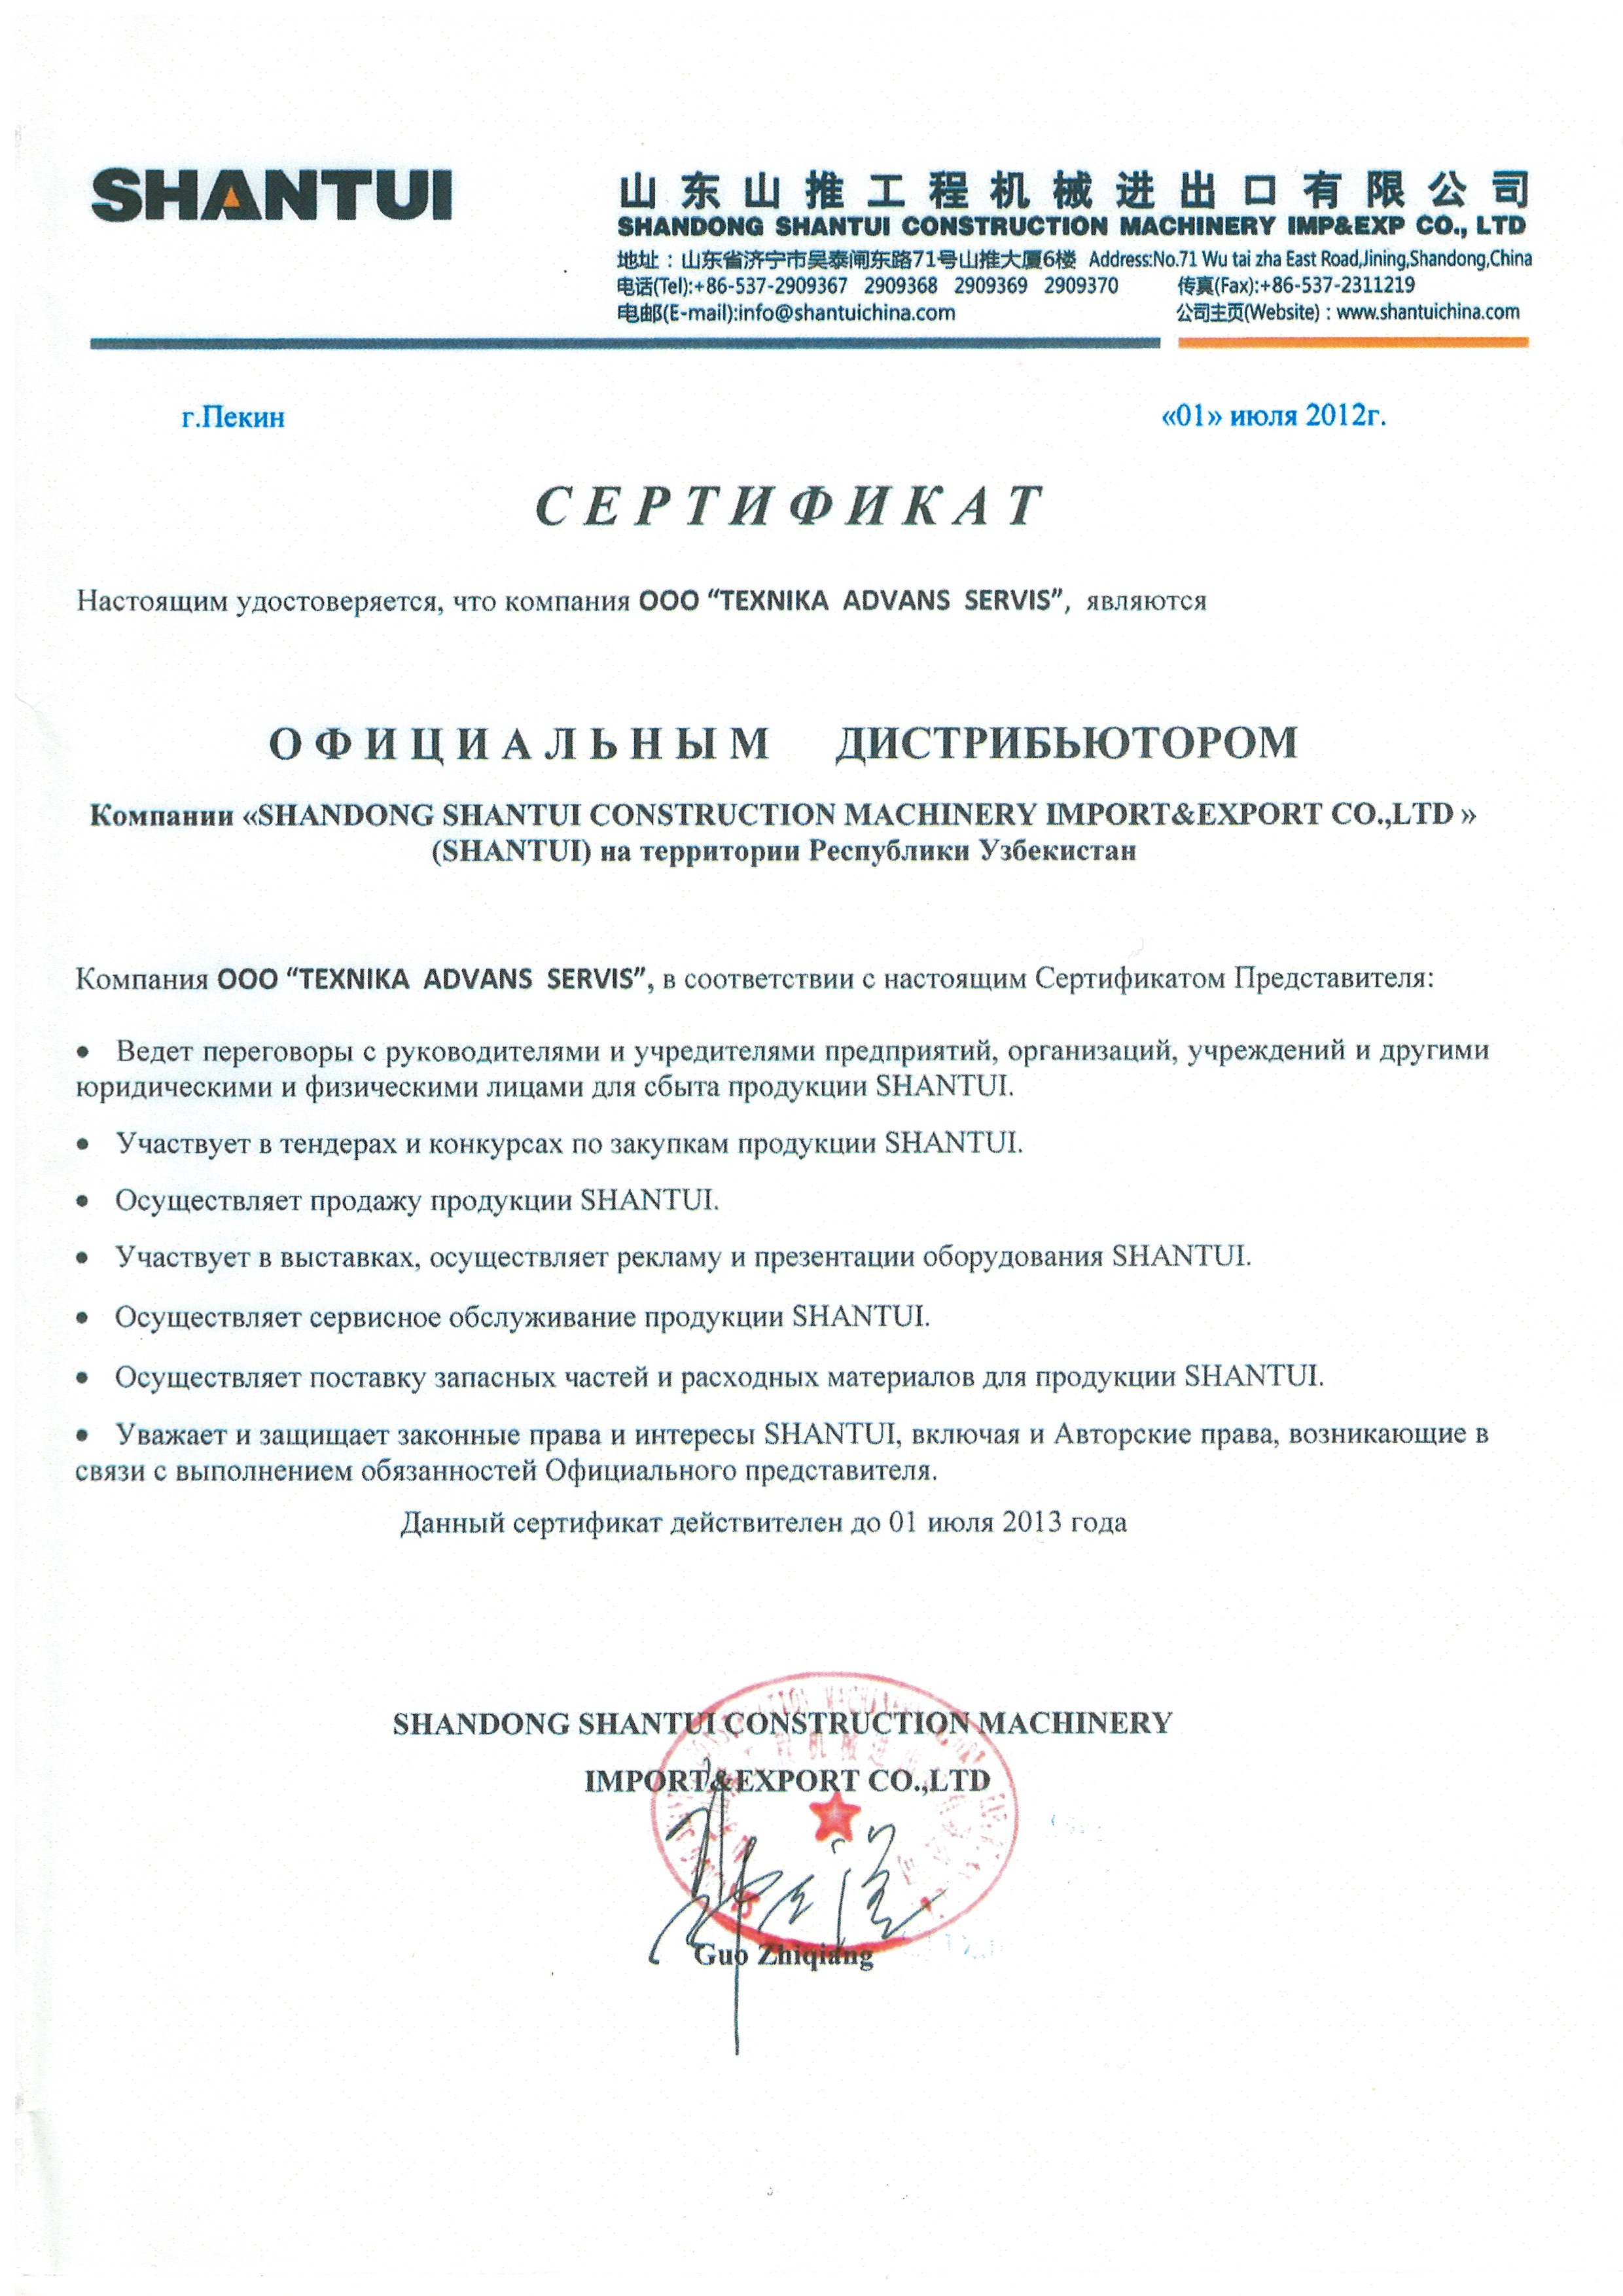 SHANTUI
山东山推工程机械进出口有限公司
SHANDONG SHANTUI CONSTRUCTION MACHINERY IMP&EXP CO., LTD
地址：山东省济宁市吴泰闸东路71号山推大厦6楼 Address:No.71 Wu tai zha East Road,Jining,Shandong,China
电话(Tel):+86-537-2909367 2909368 2909369 2909370 传真(Fax):+86-537-2311219
电邮(E-mail):info@shantuichina.com 公司主页(Website)：www.shantuichina.com
г.Пекин «01» июля 2012г.
СЕРТИФИКАТ
Настоящим удостоверяется, что компания ООО “TEXNIKA ADVANS SERVIS”, являются
ОФИЦИАЛЬНЫМ ДИСТРИБЬЮТОРОМ
Компании «SHANDONG SHANTUI CONSTRUCTION MACHINERY IMPORT&EXPORT CO.,LTD »
(SHANTUI) на территории Республики Узбекистан
Компания ООО “TEXNIKA ADVANS SERVIS”, в соответствии с настоящим Сертификатом Представителя:
• Ведет переговоры с руководителями и учредителями предприятий, организаций, учреждений и другими
юридическими и физическими лицами для сбыта продукции SHANTUI.
• Участвует в тендерах и конкурсах по закупкам продукции SHANTUI.
• Осуществляет продажу продукции SHANTUI.
• Участвует в выставках, осуществляет рекламу и презентации оборудования SHANTUI.
• Осуществляет сервисное обслуживание продукции SHANTUI.
• Осуществляет поставку запасных частей и расходных материалов для продукции SHANTUI.
• Уважает и защищает законные права и интересы SHANTUI, включая и Авторские права, возникающие в
связи с выполнением обязанностей Официального представителя.
Данный сертификат действителен до 01 июля 2013 года
SHANDONG SHANTUI CONSTRUCTION MACHINERY
IMPORT&EXPORT CO.,LTD
Guo Zhiqiang